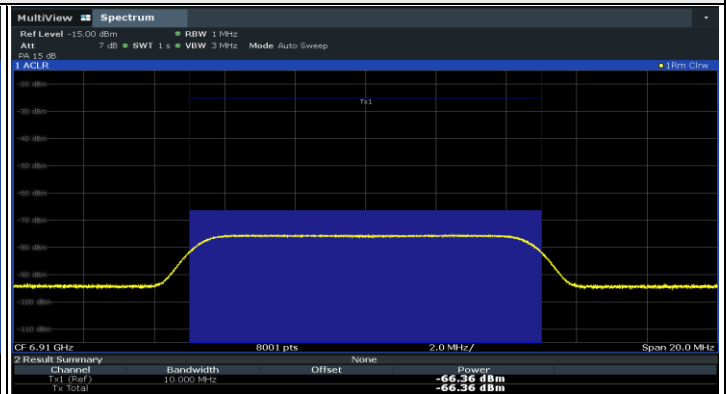 MultiView Spectrum
Ref Level -15.00 dBm RBW 1 MHz
Att 7 dB SWT 1 s VBW 3 MHz Mode Auto Sweep
PA 15 dB
1 ACLR 1Rm Clrw
-20 dBm
Tx1
-30 dBm
-40 dBm
-50 dBm
-60 dBm
-70 dBm
-80 dBm
-90 dBm
-100 dBm
-110 dBm
CF 6.91 GHz 8001 pts 2.0 MHz/ Span 20.0 MHz
2 Result Summary None
Channel Bandwidth Offset Power
Tx1 (Ref) 10.000 MHz -66.36 dBm
Tx Total -66.36 dBm